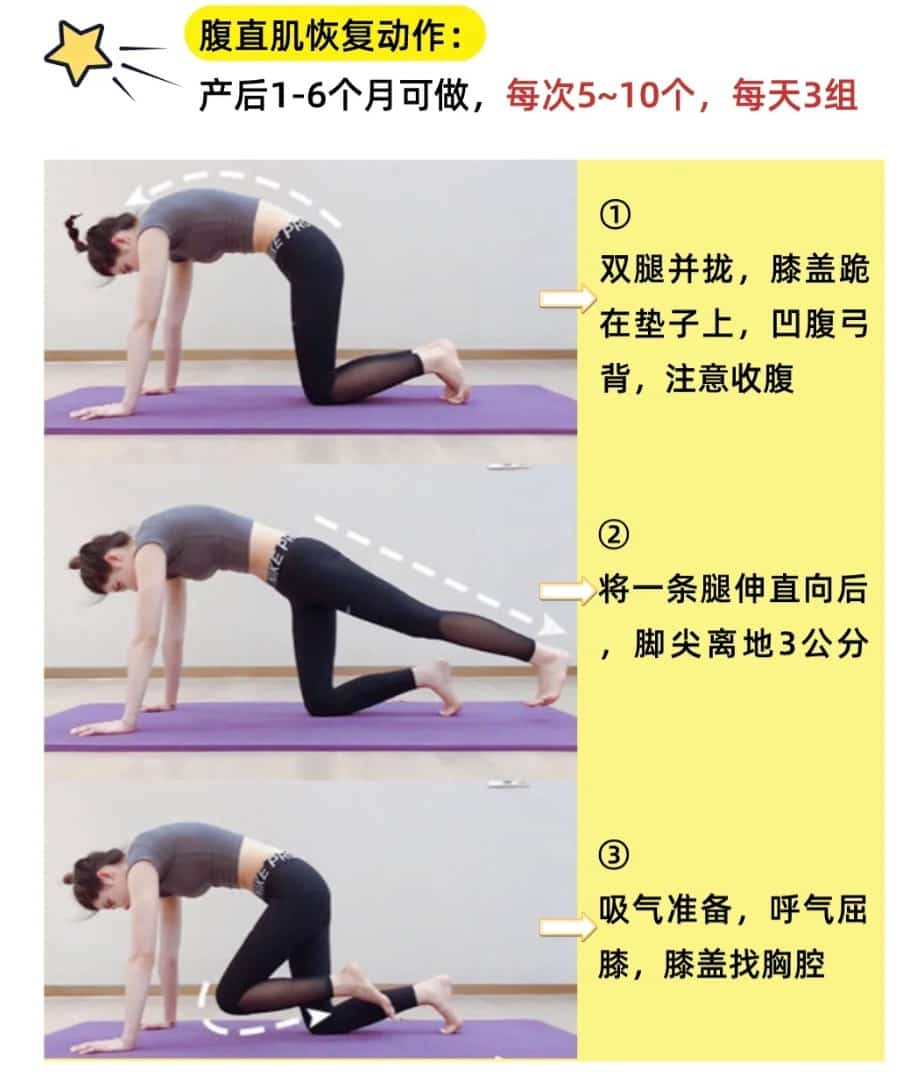 腹直肌恢复动作：
产后1-6个月可做，每次5~10个，每天3组
①
双腿并拢，膝盖跪
在垫子上，凹腹弓
背，注意收腹
②
将一条腿伸直向后
，脚尖离地3公分
③
吸气准备，呼气屈
膝，膝盖找胸腔